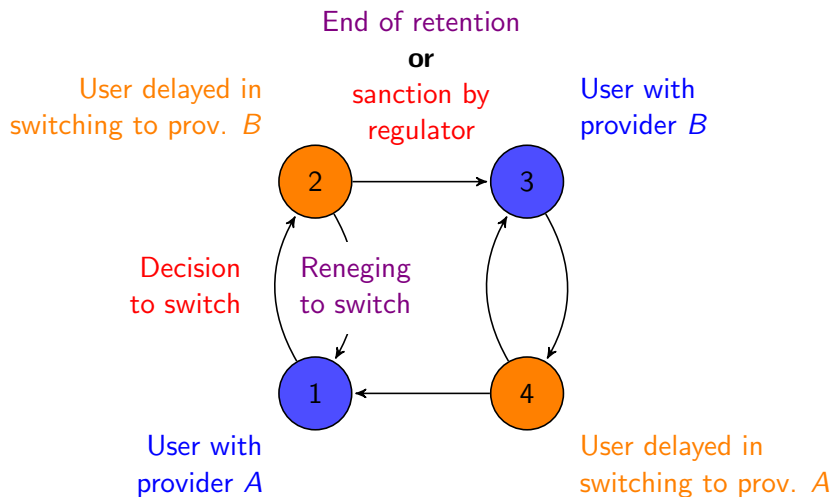 End of retention
or
sanction by
regulator
User delayed in
switching to prov. B
User with
provider B
2
3
Decision
to switch
Reneging
to switch
1
4
User with
provider A
User delayed in
switching to prov. A